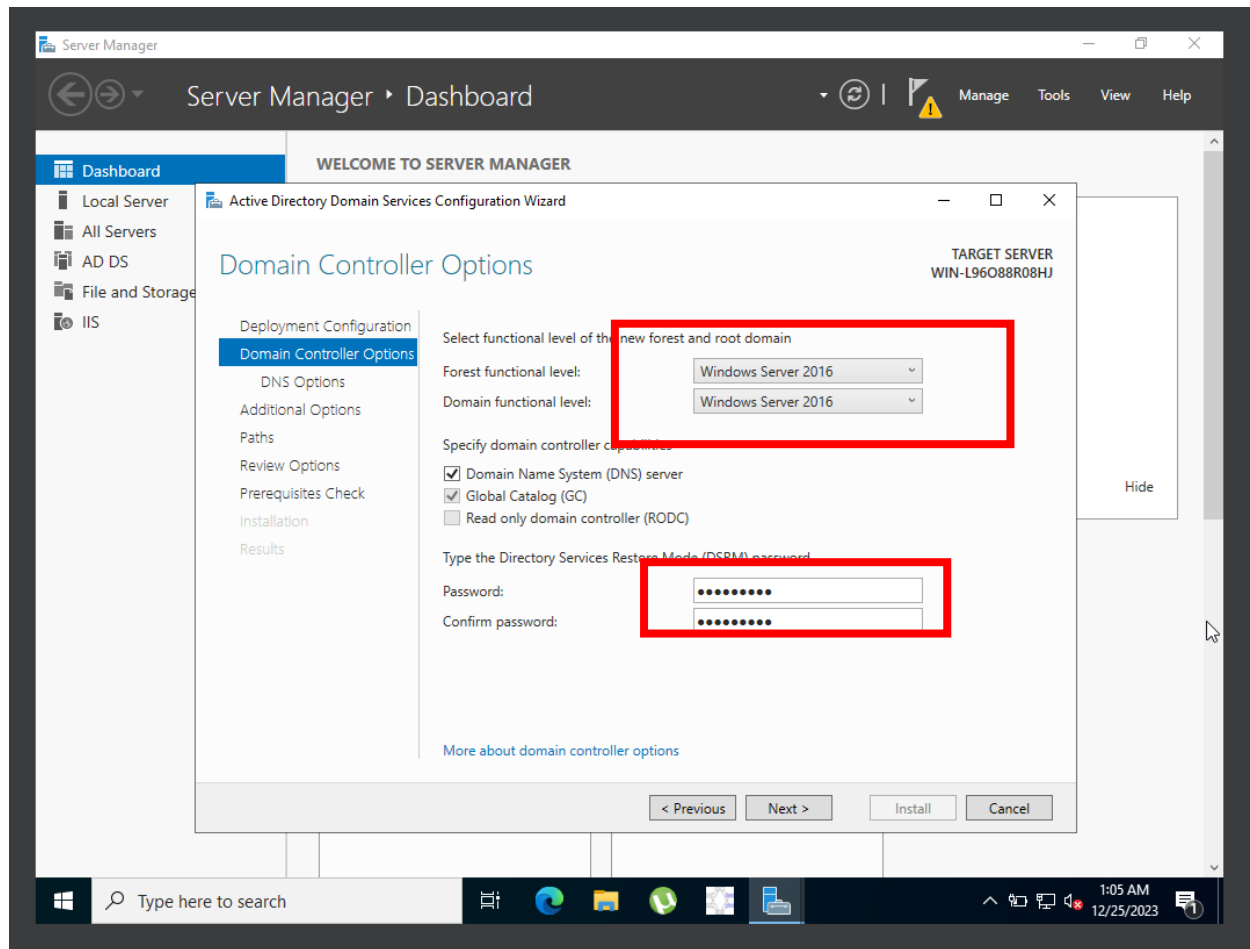 Server Manager
Server Manager ‣ Dashboard
Manage Tools View Help
Dashboard
Local Server
All Servers
AD DS
File and Storage
IIS
WELCOME TO SERVER MANAGER
Hide
Active Directory Domain Services Configuration Wizard
Domain Controller Options
TARGET SERVER
WIN-L96O88R08HJ
Deployment Configuration
Domain Controller Options
DNS Options
Additional Options
Paths
Review Options
Prerequisites Check
Installation
Results
Select functional level of the new forest and root domain
Forest functional level: Windows Server 2016
Domain functional level: Windows Server 2016
Specify domain controller capabilities
Domain Name System (DNS) server
Global Catalog (GC)
Read only domain controller (RODC)
Type the Directory Services Restore Mode (DSRM) password
Password: •••••••••
Confirm password: •••••••••
More about domain controller options
< Previous Next > Install Cancel
Type here to search
1:05 AM
12/25/2023
1